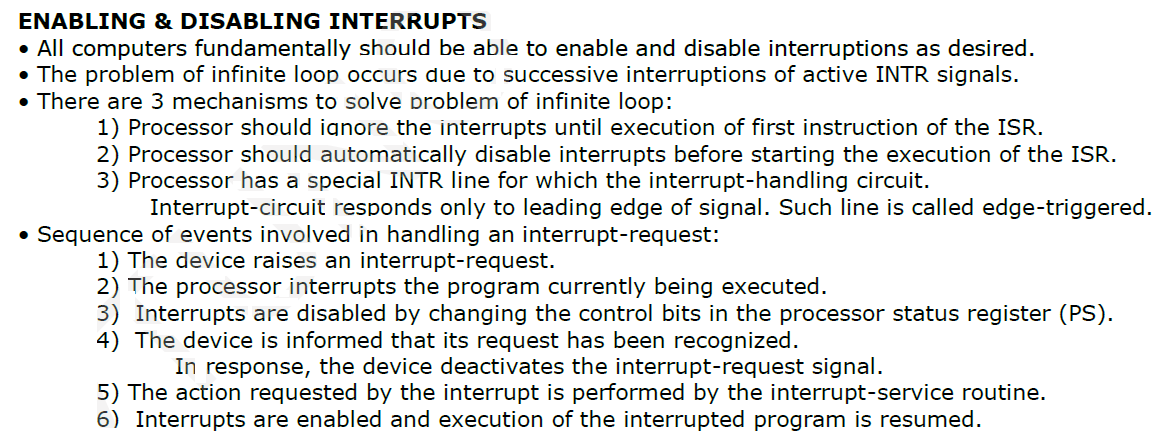 ENABLING & DISABLING INTERRUPTS
• All computers fundamentally should be able to enable and disable interruptions as desired.
• The problem of infinite loop occurs due to successive interruptions of active INTR signals.
• There are 3 mechanisms to solve problem of infinite loop:
1) Processor should ignore the interrupts until execution of first instruction of the ISR.
2) Processor should automatically disable interrupts before starting the execution of the ISR.
3) Processor has a special INTR line for which the interrupt-handling circuit.
Interrupt-circuit responds only to leading edge of signal. Such line is called edge-triggered.
• Sequence of events involved in handling an interrupt-request:
1) The device raises an interrupt-request.
2) The processor interrupts the program currently being executed.
3) Interrupts are disabled by changing the control bits in the processor status register (PS).
4) The device is informed that its request has been recognized.
In response, the device deactivates the interrupt-request signal.
5) The action requested by the interrupt is performed by the interrupt-service routine.
6) Interrupts are enabled and execution of the interrupted program is resumed.